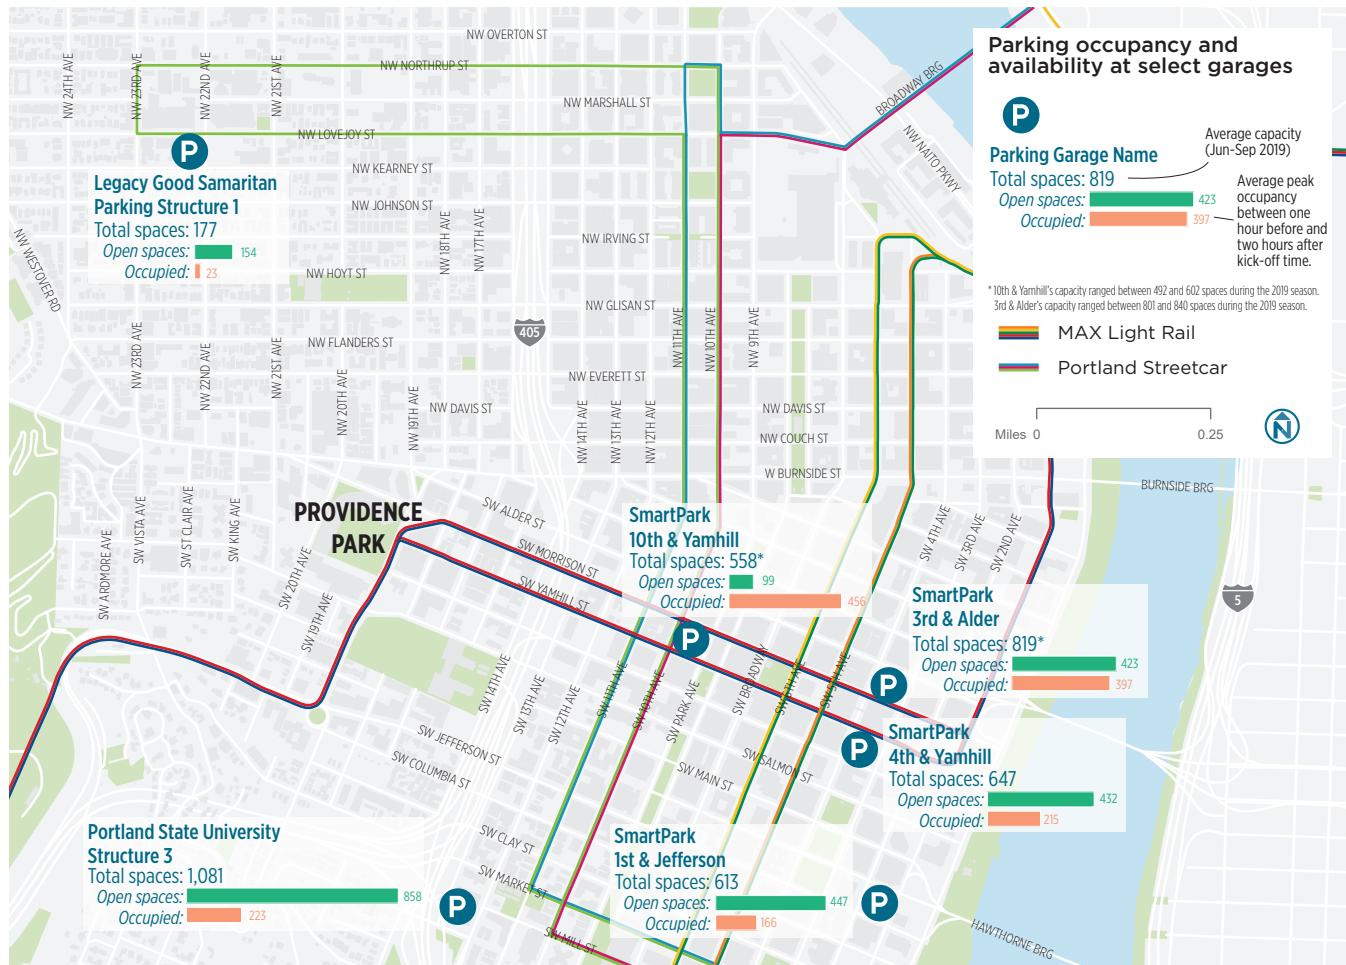 Parking occupancy and
availability at select garages
P
Parking Garage Name
Total spaces: 819
Open spaces: 423
Occupied: 397
Average capacity
(Jun-Sep 2019)
Average peak
occupancy
between one
hour before and
two hours after
kick-off time.
* 10th & Yamhill's capacity ranged between 492 and 602 spaces during the 2019 season.
3rd & Alder's capacity ranged between 801 and 840 spaces during the 2019 season.
MAX Light Rail
Portland Streetcar
Miles 0 0.25
N
NW OVERTON ST
NW NORTHRUP ST
NW MARSHALL ST
NW LOVEJOY ST
NW KEARNEY ST
NW JOHNSON ST
NW IRVING ST
NW HOYT ST
NW GLISAN ST
NW FLANDERS ST
NW EVERETT ST
NW DAVIS ST
NW DAVIS ST
NW COUCH ST
W BURNSIDE ST
NW 24TH AVE
NW 23RD AVE
NW 22ND AVE
NW 21ST AVE
NW 18TH AVE
NW 17TH AVE
NW 23RD AVE
NW 22ND AVE
NW 21ST AVE
NW 20TH AVE
NW 19TH AVE
NW 14TH AVE
NW 13TH AVE
NW 12TH AVE
NW 11TH AVE
NW 10TH AVE
NW 9TH AVE
NW WESTOVER RD
BROADWAY BRG
NW NAITO PKWY
405
P
Legacy Good Samaritan
Parking Structure 1
Total spaces: 177
Open spaces: 154
Occupied: 23
PROVIDENCE
PARK
SW ARDMORE AVE
SW VISTA AVE
SW ST CLAIR AVE
SW KING AVE
SW 20TH AVE
SW 19TH AVE
SW ALDER ST
SW MORRISON ST
SW YAMHILL ST
SmartPark
10th & Yamhill
Total spaces: 558*
Open spaces: 99
Occupied: 456
P
BURNSIDE BRG
SW 4TH AVE
SW 3RD AVE
SW 2ND AVE
5
SmartPark
3rd & Alder
Total spaces: 819*
Open spaces: 423
Occupied: 397
P
SW 14TH AVE
SW 13TH AVE
SW 12TH AVE
SW 11TH AVE
SW 10TH AVE
SW PARK AVE
SW BROADWAY
SW 6TH AVE
SW 5TH AVE
SW JEFFERSON ST
SW COLUMBIA ST
SW MAIN ST
SW SALMON ST
P
SmartPark
4th & Yamhill
Total spaces: 647
Open spaces: 432
Occupied: 215
Portland State University
Structure 3
Total spaces: 1,081
Open spaces: 858
Occupied: 223
P
SW CLAY ST
SW MARKET ST
SW MILL ST
SmartPark
1st & Jefferson
Total spaces: 613
Open spaces: 447
Occupied: 166
P
HAWTHORNE BRG